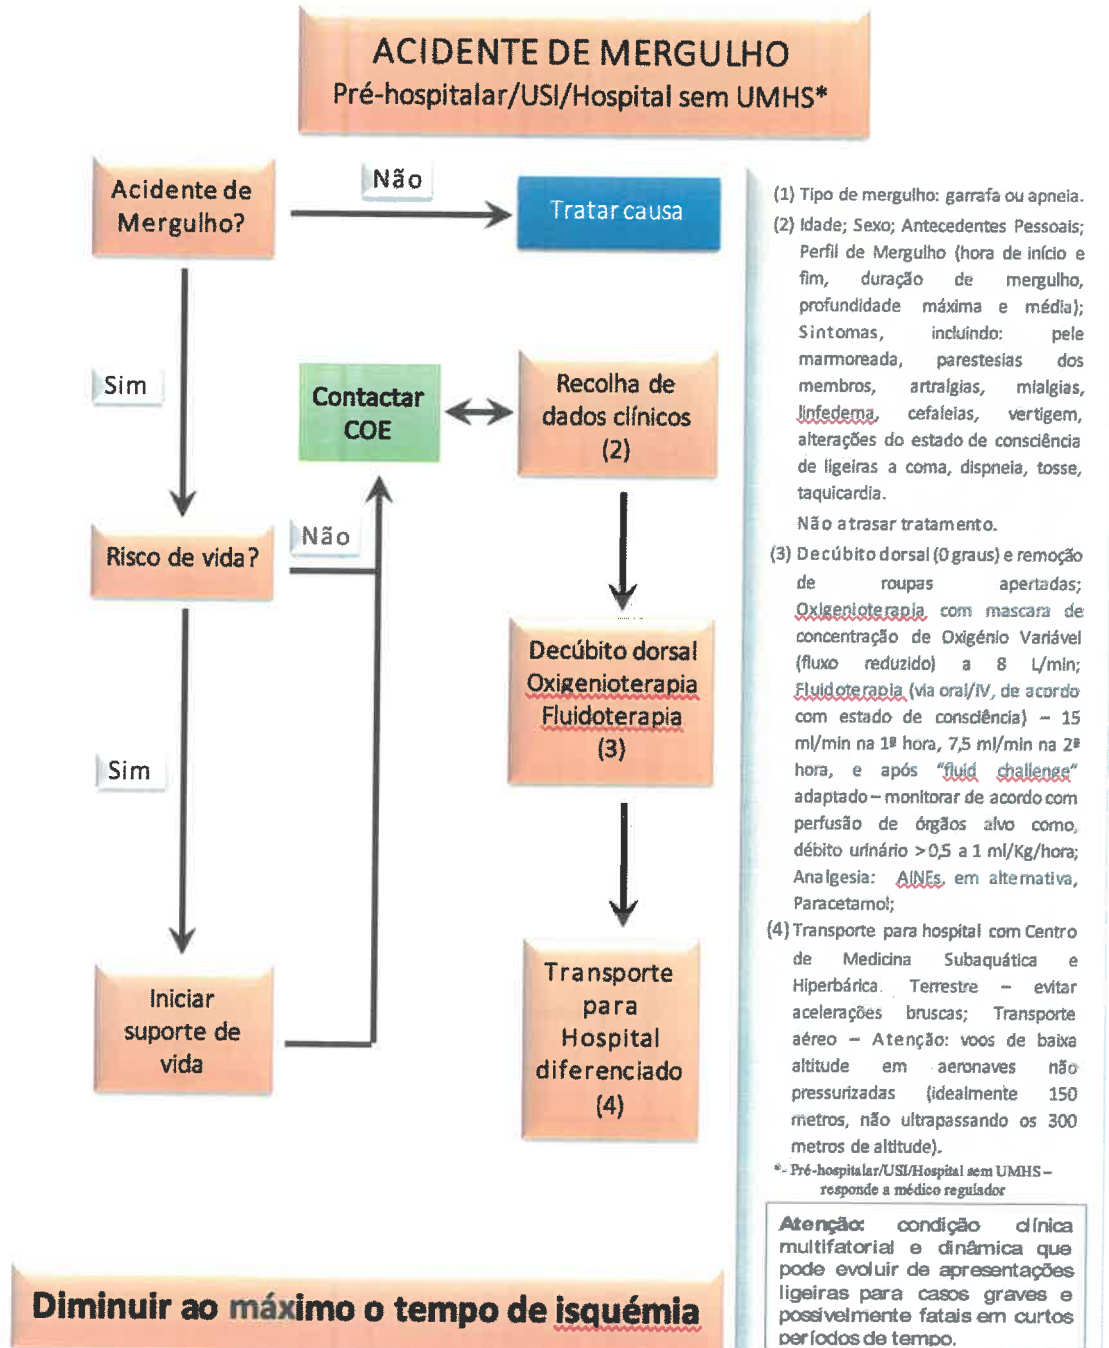 ACIDENTE DE MERGULHO
Pré-hospitalar/USI/Hospital sem UMHS*
Acidente de
Mergulho?
Não
Tratar causa
Sim
Contactar
COE
Recolha de
dados clínicos
(2)
Risco de vida?
Não
Decúbito dorsal
Oxigenioterapia
Fluidoterapia
(3)
Sim
Iniciar
suporte de
vida
Transporte
para
Hospital
diferenciado
(4)
(1) Tipo de mergulho: garrafa ou apneia.
(2) Idade; Sexo; Antecedentes Pessoais;
Perfil de Mergulho (hora de início e
fim, duração de mergulho,
profundidade máxima e média);
Sintomas, incluindo: pele
marmoreada, parestesias dos
membros, artralgias, mialgias,
linfedema, cefaleias, vertigem,
alterações do estado de consciência
de ligeiras a coma, dispneia, tosse,
taquicardia.
Não atrasar tratamento.
(3) Decúbito dorsal (0 graus) e remoção
de roupas apertadas;
Oxigenioterapia com mascara de
concentração de Oxigénio Variável
(fluxo reduzido) a 8 L/min;
Fluidoterapia (via oral/IV, de acordo
com estado de consciência) – 15
ml/min na 1ª hora, 7,5 ml/min na 2ª
hora, e após "fluid challenge"
adaptado – monitorar de acordo com
perfusão de órgãos alvo como,
débito urinário >0,5 a 1 ml/Kg/hora;
Analgesia: AINEs, em alternativa,
Paracetamol;
(4) Transporte para hospital com Centro
de Medicina Subaquática e
Hiperbárica. Terrestre – evitar
acelerações bruscas; Transporte
aéreo – Atenção: voos de baixa
altitude em aeronaves não
pressurizadas (idealmente 150
metros, não ultrapassando os 300
metros de altitude).
*- Pré-hospitalar/USI/Hospital sem UMHS –
responde a médico regulador
Atenção: condição clínica
multifatorial e dinâmica que
pode evoluir de apresentações
ligeiras para casos graves e
possivelmente fatais em curtos
períodos de tempo.
Diminuir ao máximo o tempo de isquémia